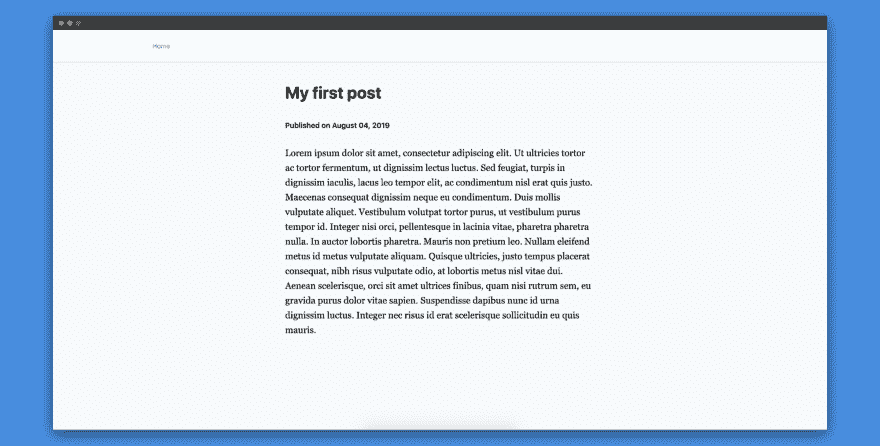 Home
My first post
Published on August 04, 2019
Lorem ipsum dolor sit amet, consectetur adipiscing elit. Ut ultricies tortor
ac tortor fermentum, ut dignissim lectus luctus. Sed feugiat, turpis in
dignissim iaculis, lacus leo tempor elit, ac condimentum nisl erat quis justo.
Maecenas consequat dignissim neque eu condimentum. Duis mollis
vulputate aliquet. Vestibulum volutpat tortor purus, ut vestibulum purus
tempor id. Integer nisi orci, pellentesque in lacinia vitae, pharetra pharetra
nulla. In auctor lobortis pharetra. Mauris non pretium leo. Nullam eleifend
metus id metus vulputate aliquam. Quisque ultricies, justo tempus placerat
consequat, nibh risus vulputate odio, at lobortis metus nisl vitae dui.
Aenean scelerisque, orci sit amet ultrices finibus, quam nisi rutrum sem, eu
gravida purus dolor vitae sapien. Suspendisse dapibus nunc id urna
dignissim luctus. Integer nec risus id erat scelerisque sollicitudin eu quis
mauris.